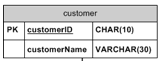 customer
PK customerID CHAR(10)
customerName VARCHAR(30)